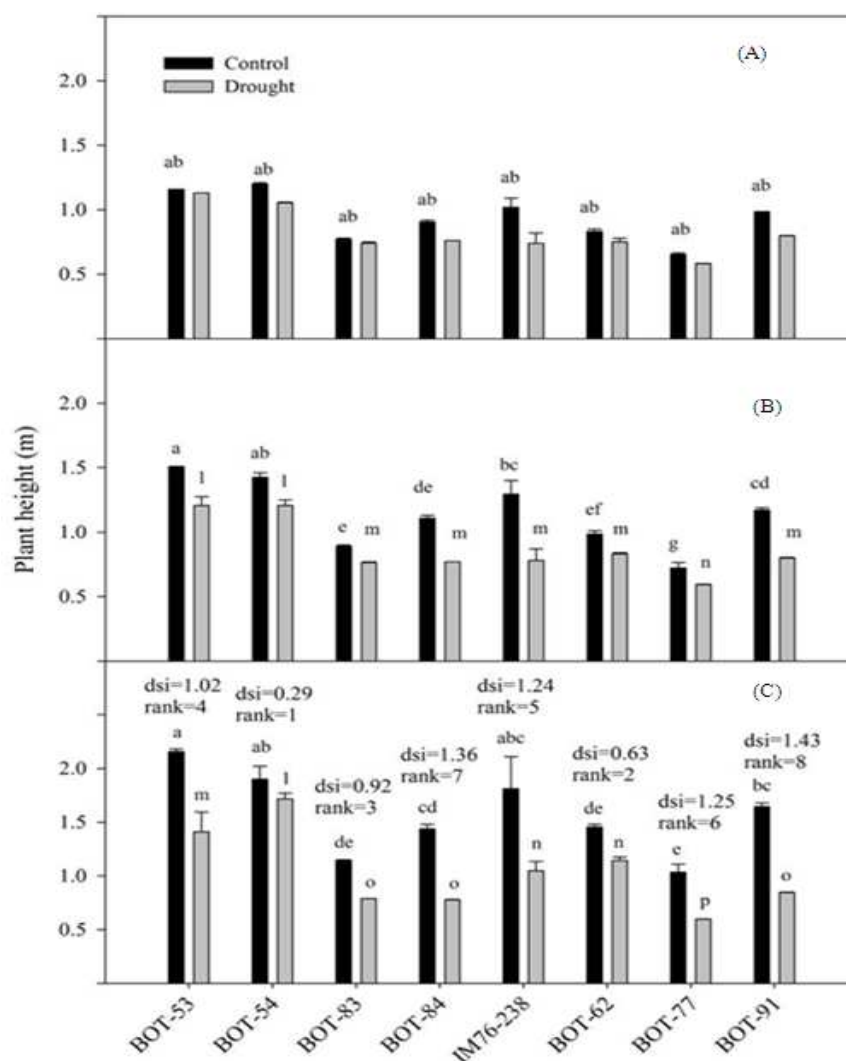 (A)
Control
Drought
2.0
1.5
1.0
0.5
ab
ab
ab
ab
ab
ab
ab
ab
(B)
2.0
1.5
1.0
0.5
a
l
ab
l
e
m
de
m
bc
m
ef
m
g
n
cd
m
Plant height (m)
(C)
2.0
1.5
1.0
0.5
dsi=1.02
rank=4
a
m
dsi=0.29
rank=1
ab
l
dsi=0.92
rank=3
de
o
dsi=1.36
rank=7
cd
o
dsi=1.24
rank=5
abc
n
dsi=0.63
rank=2
de
n
dsi=1.25
rank=6
e
p
dsi=1.43
rank=8
bc
o
BOT-53
BOT-54
BOT-83
BOT-84
IM76-238
BOT-62
BOT-77
BOT-91